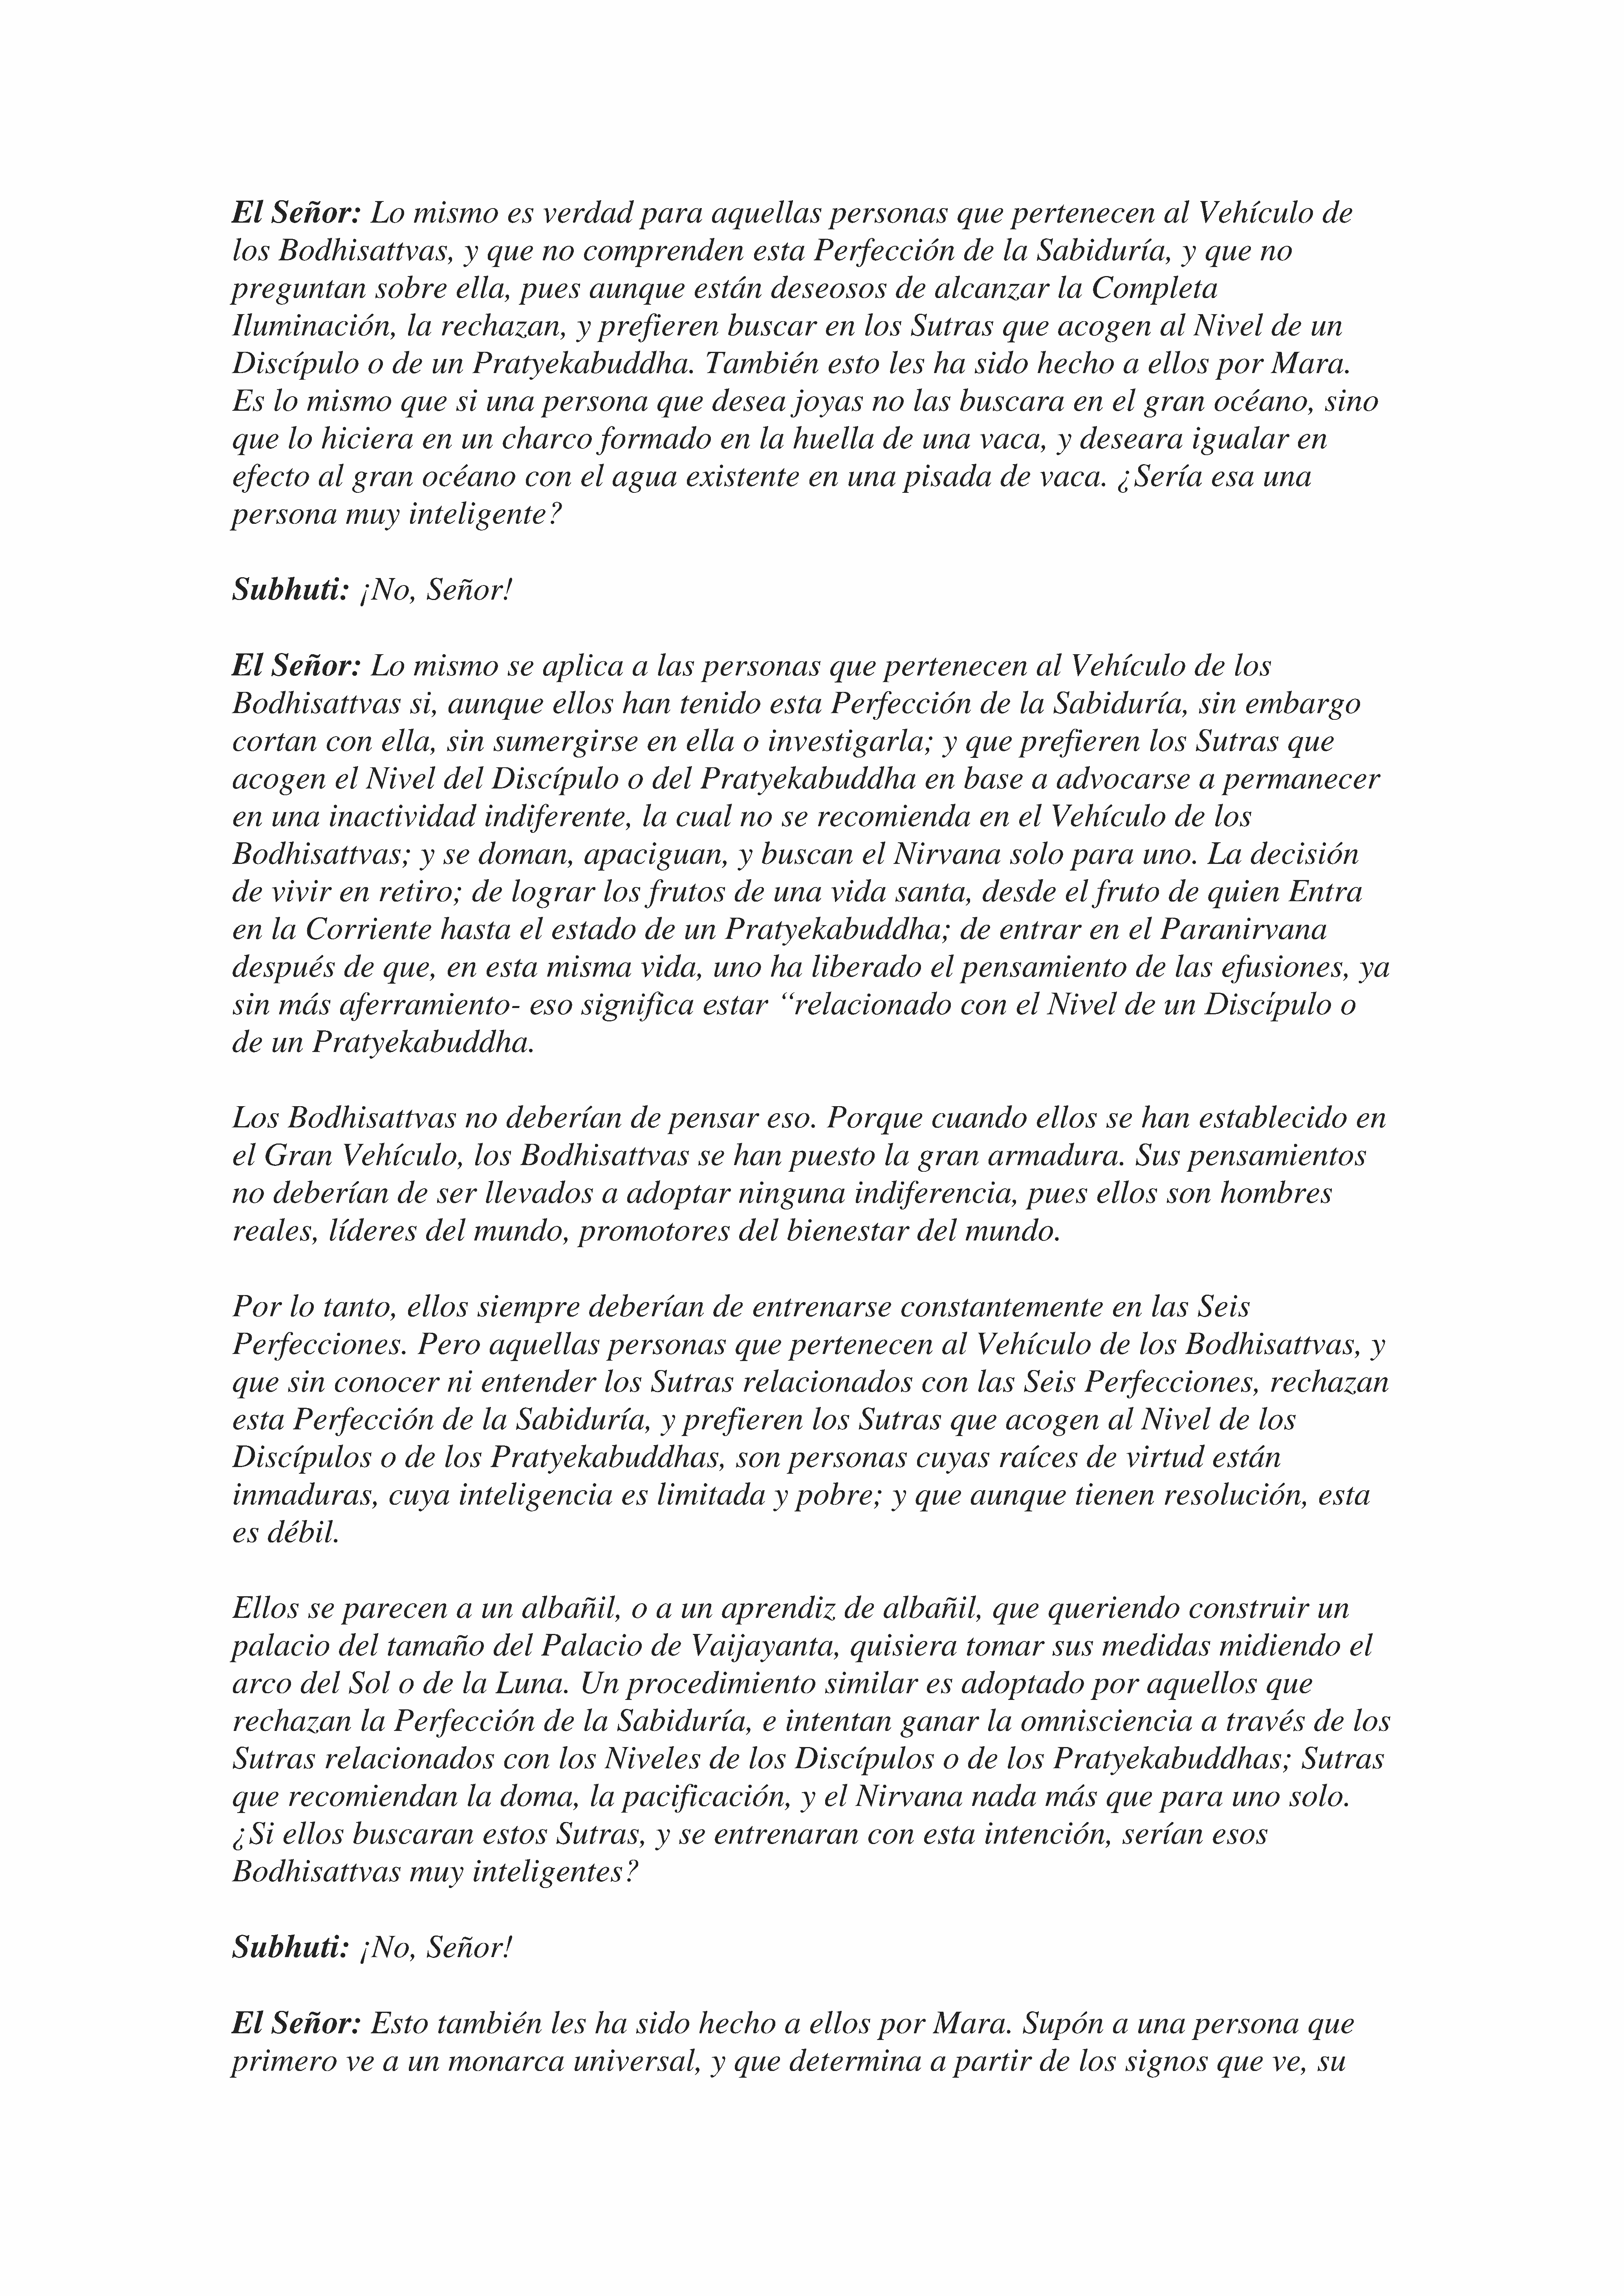 El Señor: Lo mismo es verdad para aquellas personas que pertenecen al Vehículo de
los Bodhisattvas, y que no comprenden esta Perfección de la Sabiduría, y que no
preguntan sobre ella, pues aunque están deseosos de alcanzar la Completa
Iluminación, la rechazan, y prefieren buscar en los Sutras que acogen al Nivel de un
Discípulo o de un Pratyekabuddha. También esto les ha sido hecho a ellos por Mara.
Es lo mismo que si una persona que desea joyas no las buscara en el gran océano, sino
que lo hiciera en un charco formado en la huella de una vaca, y deseara igualar en
efecto al gran océano con el agua existente en una pisada de vaca. ¿Sería esa una
persona muy inteligente?
Subhuti: ¡No, Señor!
El Señor: Lo mismo se aplica a las personas que pertenecen al Vehículo de los
Bodhisattvas si, aunque ellos han tenido esta Perfección de la Sabiduría, sin embargo
cortan con ella, sin sumergirse en ella o investigarla; y que prefieren los Sutras que
acogen el Nivel del Discípulo o del Pratyekabuddha en base a advocarse a permanecer
en una inactividad indiferente, la cual no se recomienda en el Vehículo de los
Bodhisattvas; y se doman, apaciguan, y buscan el Nirvana solo para uno. La decisión
de vivir en retiro; de lograr los frutos de una vida santa, desde el fruto de quien Entra
en la Corriente hasta el estado de un Pratyekabuddha; de entrar en el Paranirvana
después de que, en esta misma vida, uno ha liberado el pensamiento de las efusiones, ya
sin más aferramiento- eso significa estar “relacionado con el Nivel de un Discípulo o
de un Pratyekabuddha.
Los Bodhisattvas no deberían de pensar eso. Porque cuando ellos se han establecido en
el Gran Vehículo, los Bodhisattvas se han puesto la gran armadura. Sus pensamientos
no deberían de ser llevados a adoptar ninguna indiferencia, pues ellos son hombres
reales, líderes del mundo, promotores del bienestar del mundo.
Por lo tanto, ellos siempre deberían de entrenarse constantemente en las Seis
Perfecciones. Pero aquellas personas que pertenecen al Vehículo de los Bodhisattvas, y
que sin conocer ni entender los Sutras relacionados con las Seis Perfecciones, rechazan
esta Perfección de la Sabiduría, y prefieren los Sutras que acogen al Nivel de los
Discípulos o de los Pratyekabuddhas, son personas cuyas raíces de virtud están
inmaduras, cuya inteligencia es limitada y pobre; y que aunque tienen resolución, esta
es débil.
Ellos se parecen a un albañil, o a un aprendiz de albañil, que queriendo construir un
palacio del tamaño del Palacio de Vaijayanta, quisiera tomar sus medidas midiendo el
arco del Sol o de la Luna. Un procedimiento similar es adoptado por aquellos que
rechazan la Perfección de la Sabiduría, e intentan ganar la omnisciencia a través de los
Sutras relacionados con los Niveles de los Discípulos o de los Pratyekabuddhas; Sutras
que recomiendan la doma, la pacificación, y el Nirvana nada más que para uno solo.
¿Si ellos buscaran estos Sutras, y se entrenaran con esta intención, serían esos
Bodhisattvas muy inteligentes?
Subhuti: ¡No, Señor!
El Señor: Esto también les ha sido hecho a ellos por Mara. Supón a una persona que
primero ve a un monarca universal, y que determina a partir de los signos que ve, su